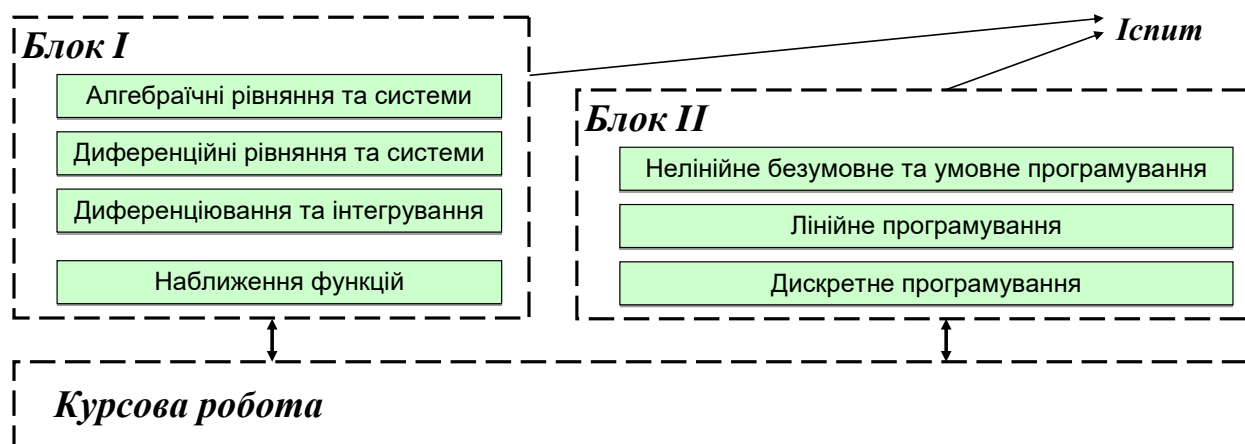 Іспит
Блок І
Алгебраїчні рівняння та системи
Диференційні рівняння та системи
Диференціювання та інтегрування
Наближення функцій
Блок ІІ
Нелінійне безумовне та умовне програмування
Лінійне програмування
Дискретне програмування
Курсова робота